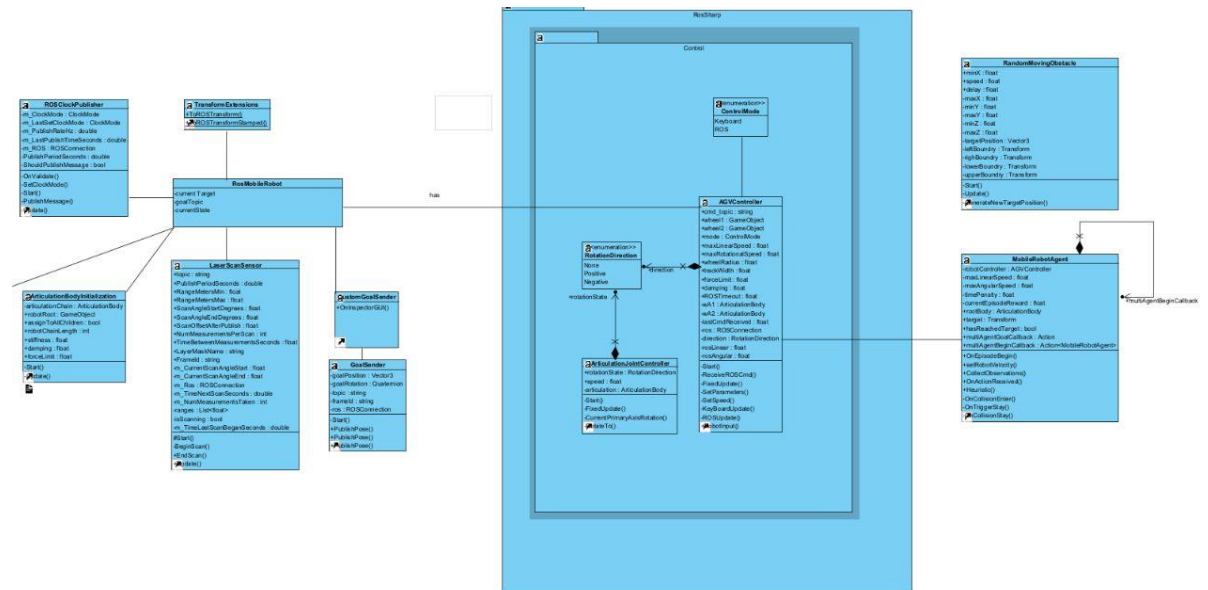 RosSharp
Control
ROSClockPublisher
-m_ClockMode : ClockMode
-m_LastSetClockMode : ClockMode
-m_PublishRateHz : double
-m_LastPublishTimeSeconds : double
-m_ROS : ROSConnection
-PublishPeriodSeconds : double
-ShouldPublishMessage : bool
-OnValidate()
-SetClockMode()
-Start()
-PublishMessage()
TransformExtensions
+ToROSTransform()
RosMobileRobot
-current Target
-goalTopic
-currentState
has
ArticulationBodyInitialization
-articulationChain : ArticulationBody
+robotRoot : GameObject
+assignToAllChildren : bool
+robotChainLength : int
+stiffness : float
+damping : float
+forceLimit : float
-Start()
LaserScanSensor
+topic : string
+PublishPeriodSeconds : double
+RangeMetersMin : float
+RangeMetersMax : float
+ScanAngleStartDegrees : float
+ScanAngleEndDegrees : float
+ScanOffsetAfterPublish : float
+NumMeasurementsPerScan : int
+TimeBetweenMeasurementsSeconds : float
+LayerMaskName : string
+FrameId : string
-m_CurrentScanAngleStart : float
-m_CurrentScanAngleEnd : float
-m_Ros : ROSConnection
-m_TimeNextScanSeconds : double
-m_NumMeasurementsTaken : int
-ranges : List<float>
-isScanning : bool
-m_TimeLastScanBeganSeconds : double
#Start()
-BeginScan()
+EndScan()
+OnInspectorGUI()
GoalSender
-goalPosition : Vector3
-goalRotation : Quaternion
-topic : string
-frameId : string
-ros : ROSConnection
-Start()
+PublishPose()
+PublishPose()
ControlMode
Keyboard
ROS
<<enumeration>>
RotationDirection
None
Positive
Negative
direction
+rotationState
ArticulationJointController
+rotationState : RotationDirection
+speed : float
-articulation : ArticulationBody
-Start()
-FixedUpdate()
-CurrentPrimaryAxisRotation()
AGVController
+cmd_topic : string
+wheel1 : GameObject
+wheel2 : GameObject
+mode : ControlMode
+maxLinearSpeed : float
+maxRotationalSpeed : float
+wheelRadius : float
+trackWidth : float
+forceLimit : float
+damping : float
+ROSTimeout : float
-wA1 : ArticulationBody
-wA2 : ArticulationBody
-lastCmdReceived : float
-ros : ROSConnection
-direction : RotationDirection
-rosLinear : float
-rosAngular : float
-Start()
-ReceiveROSCmd()
-FixedUpdate()
-SetParameters()
-GetSpeed()
-KeyBoardUpdate()
-ROSUpdate()
RandomMovingObstacle
+minX : float
+speed : float
+delay : float
-maxX : float
-minY : float
-maxY : float
-minZ : float
-maxZ : float
-targetPosition : Vector3
-leftBoundry : Transform
-righBoundry : Transform
-lowerBoundry : Transform
-upperBoundry : Transform
-Start()
-Update()
MobileRobotAgent
-robotController : AGVController
-maxLinearSpeed : float
-maxAngularSpeed : float
-timePenalty : float
-currentEpisodeReward : float
+rootBody : ArticulationBody
+target : Transform
+hasReachedTarget : bool
+multiAgentGoalCallback : Action
+multiAgentBeginCallback : Action<MobileRobotAgent>
+OnEpisodeBegin()
+setRobotVelocity()
+CollectObservations()
+OnActionReceived()
+Heuristic()
-OnCollisionEnter()
-OnTriggerStay()
+multiAgentBeginCallback